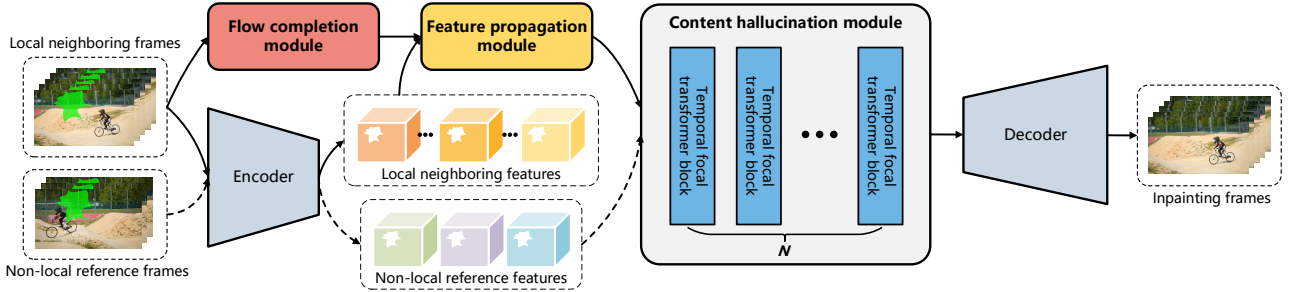 Local neighboring frames
Non-local reference frames
Flow completion
module
Encoder
Feature propagation
module
Local neighboring features
Non-local reference features
Content hallucination module
Temporal focal
transformer block
Temporal focal
transformer block
Temporal focal
transformer block
N
Decoder
Inpainting frames